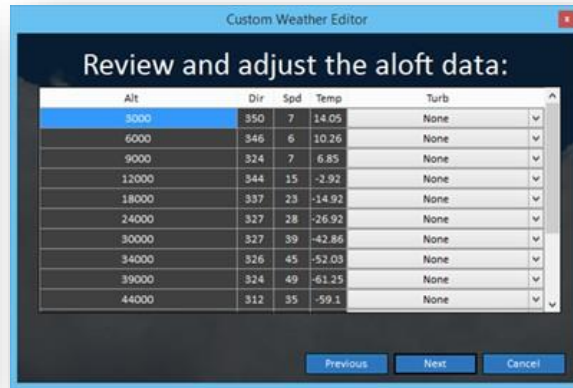 Custom Weather Editor
x
Review and adjust the aloft data:
Alt Dir Spd Temp Turb
3000 350 7 14.05 None
6000 346 6 10.26 None
9000 324 7 6.85 None
12000 344 15 -2.92 None
18000 337 23 -14.92 None
24000 327 28 -26.92 None
30000 327 39 -42.86 None
34000 326 45 -52.03 None
39000 324 49 -61.25 None
44000 312 35 -59.1 None
Previous Next Cancel